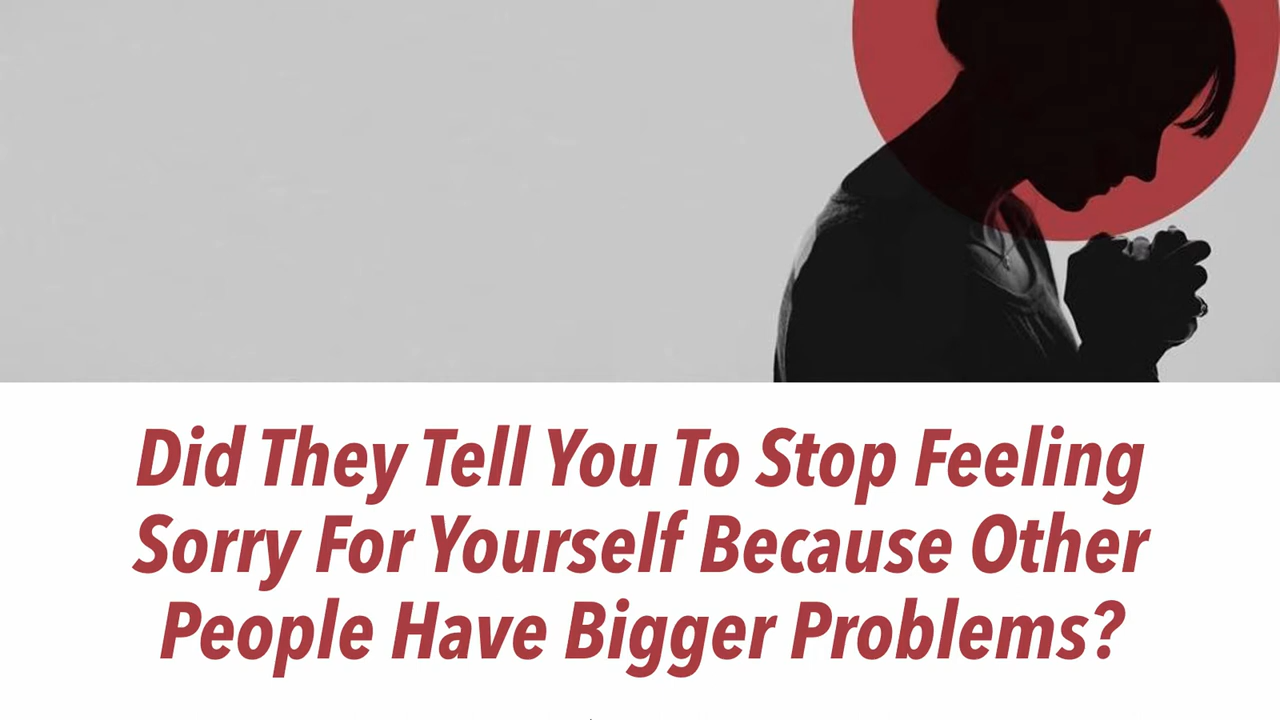 Did They Tell You To Stop Feeling
Sorry For Yourself Because Other
People Have Bigger Problems?